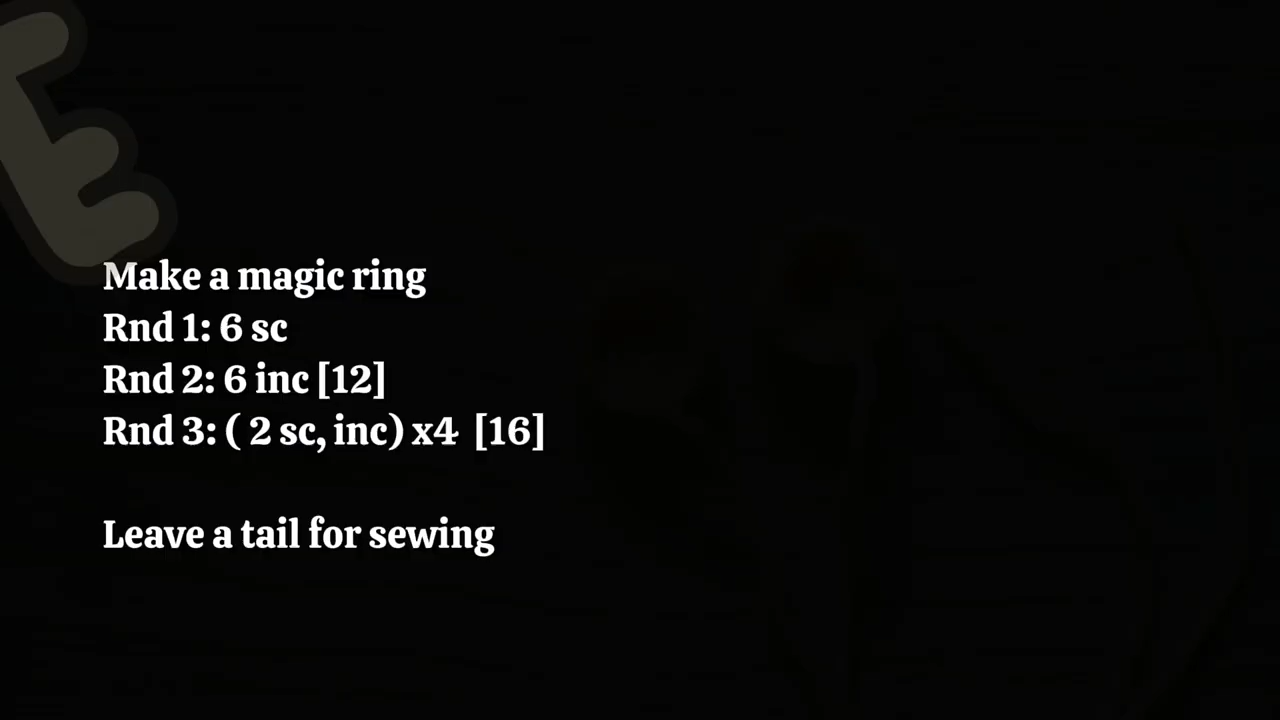 Make a magic ring
Rnd 1: 6 sc
Rnd 2: 6 inc [12]
Rnd 3: ( 2 sc, inc) x4 [16]
Leave a tail for sewing